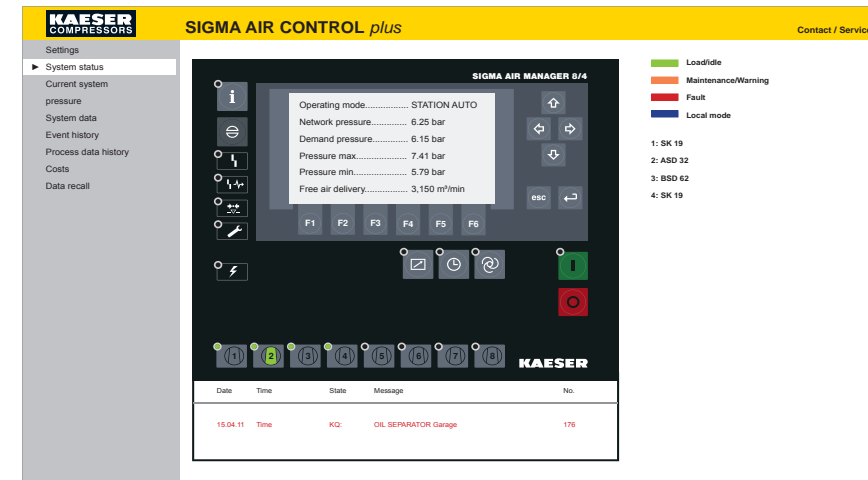 KAESER
COMPRESSORS
SIGMA AIR CONTROL plus
Contact / Service
Settings
System status
Current system
pressure
System data
Event history
Process data history
Costs
Data recall
SIGMA AIR MANAGER 8/4
i
Operating mode................ STATION AUTO
Network pressure............. 6.25 bar
Demand pressure............. 6.15 bar
Pressure max................... 7.41 bar
Pressure min.................... 5.79 bar
Free air delivery................ 3,150 m³/min
esc
F1 F2 F3 F4 F5 F6
1 2 3 4 5 6 7 8
KAESER
Date Time State Message No.
15.04.11 Time KQ: OIL SEPARATOR Garage 176
Load/idle
Maintenance/Warning
Fault
Local mode
1: SK 19
2: ASD 32
3: BSD 62
4: SK 19